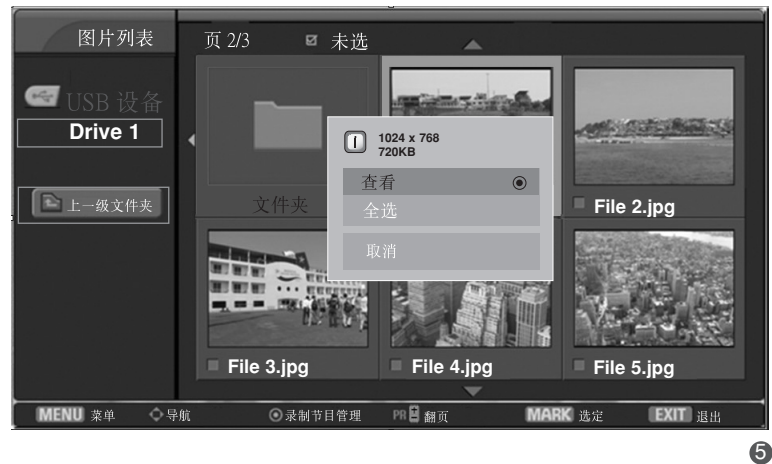 图片列表
页 2/3 未选
USB 设备
Drive 1
上一级文件夹
文件夹
1024 x 768
720KB
查看
全选
取消
File 2.jpg
File 3.jpg
File 4.jpg
File 5.jpg
MENU 菜单 导航 录制节目管理 PR 翻页 MARK 选定 EXIT 退出
5